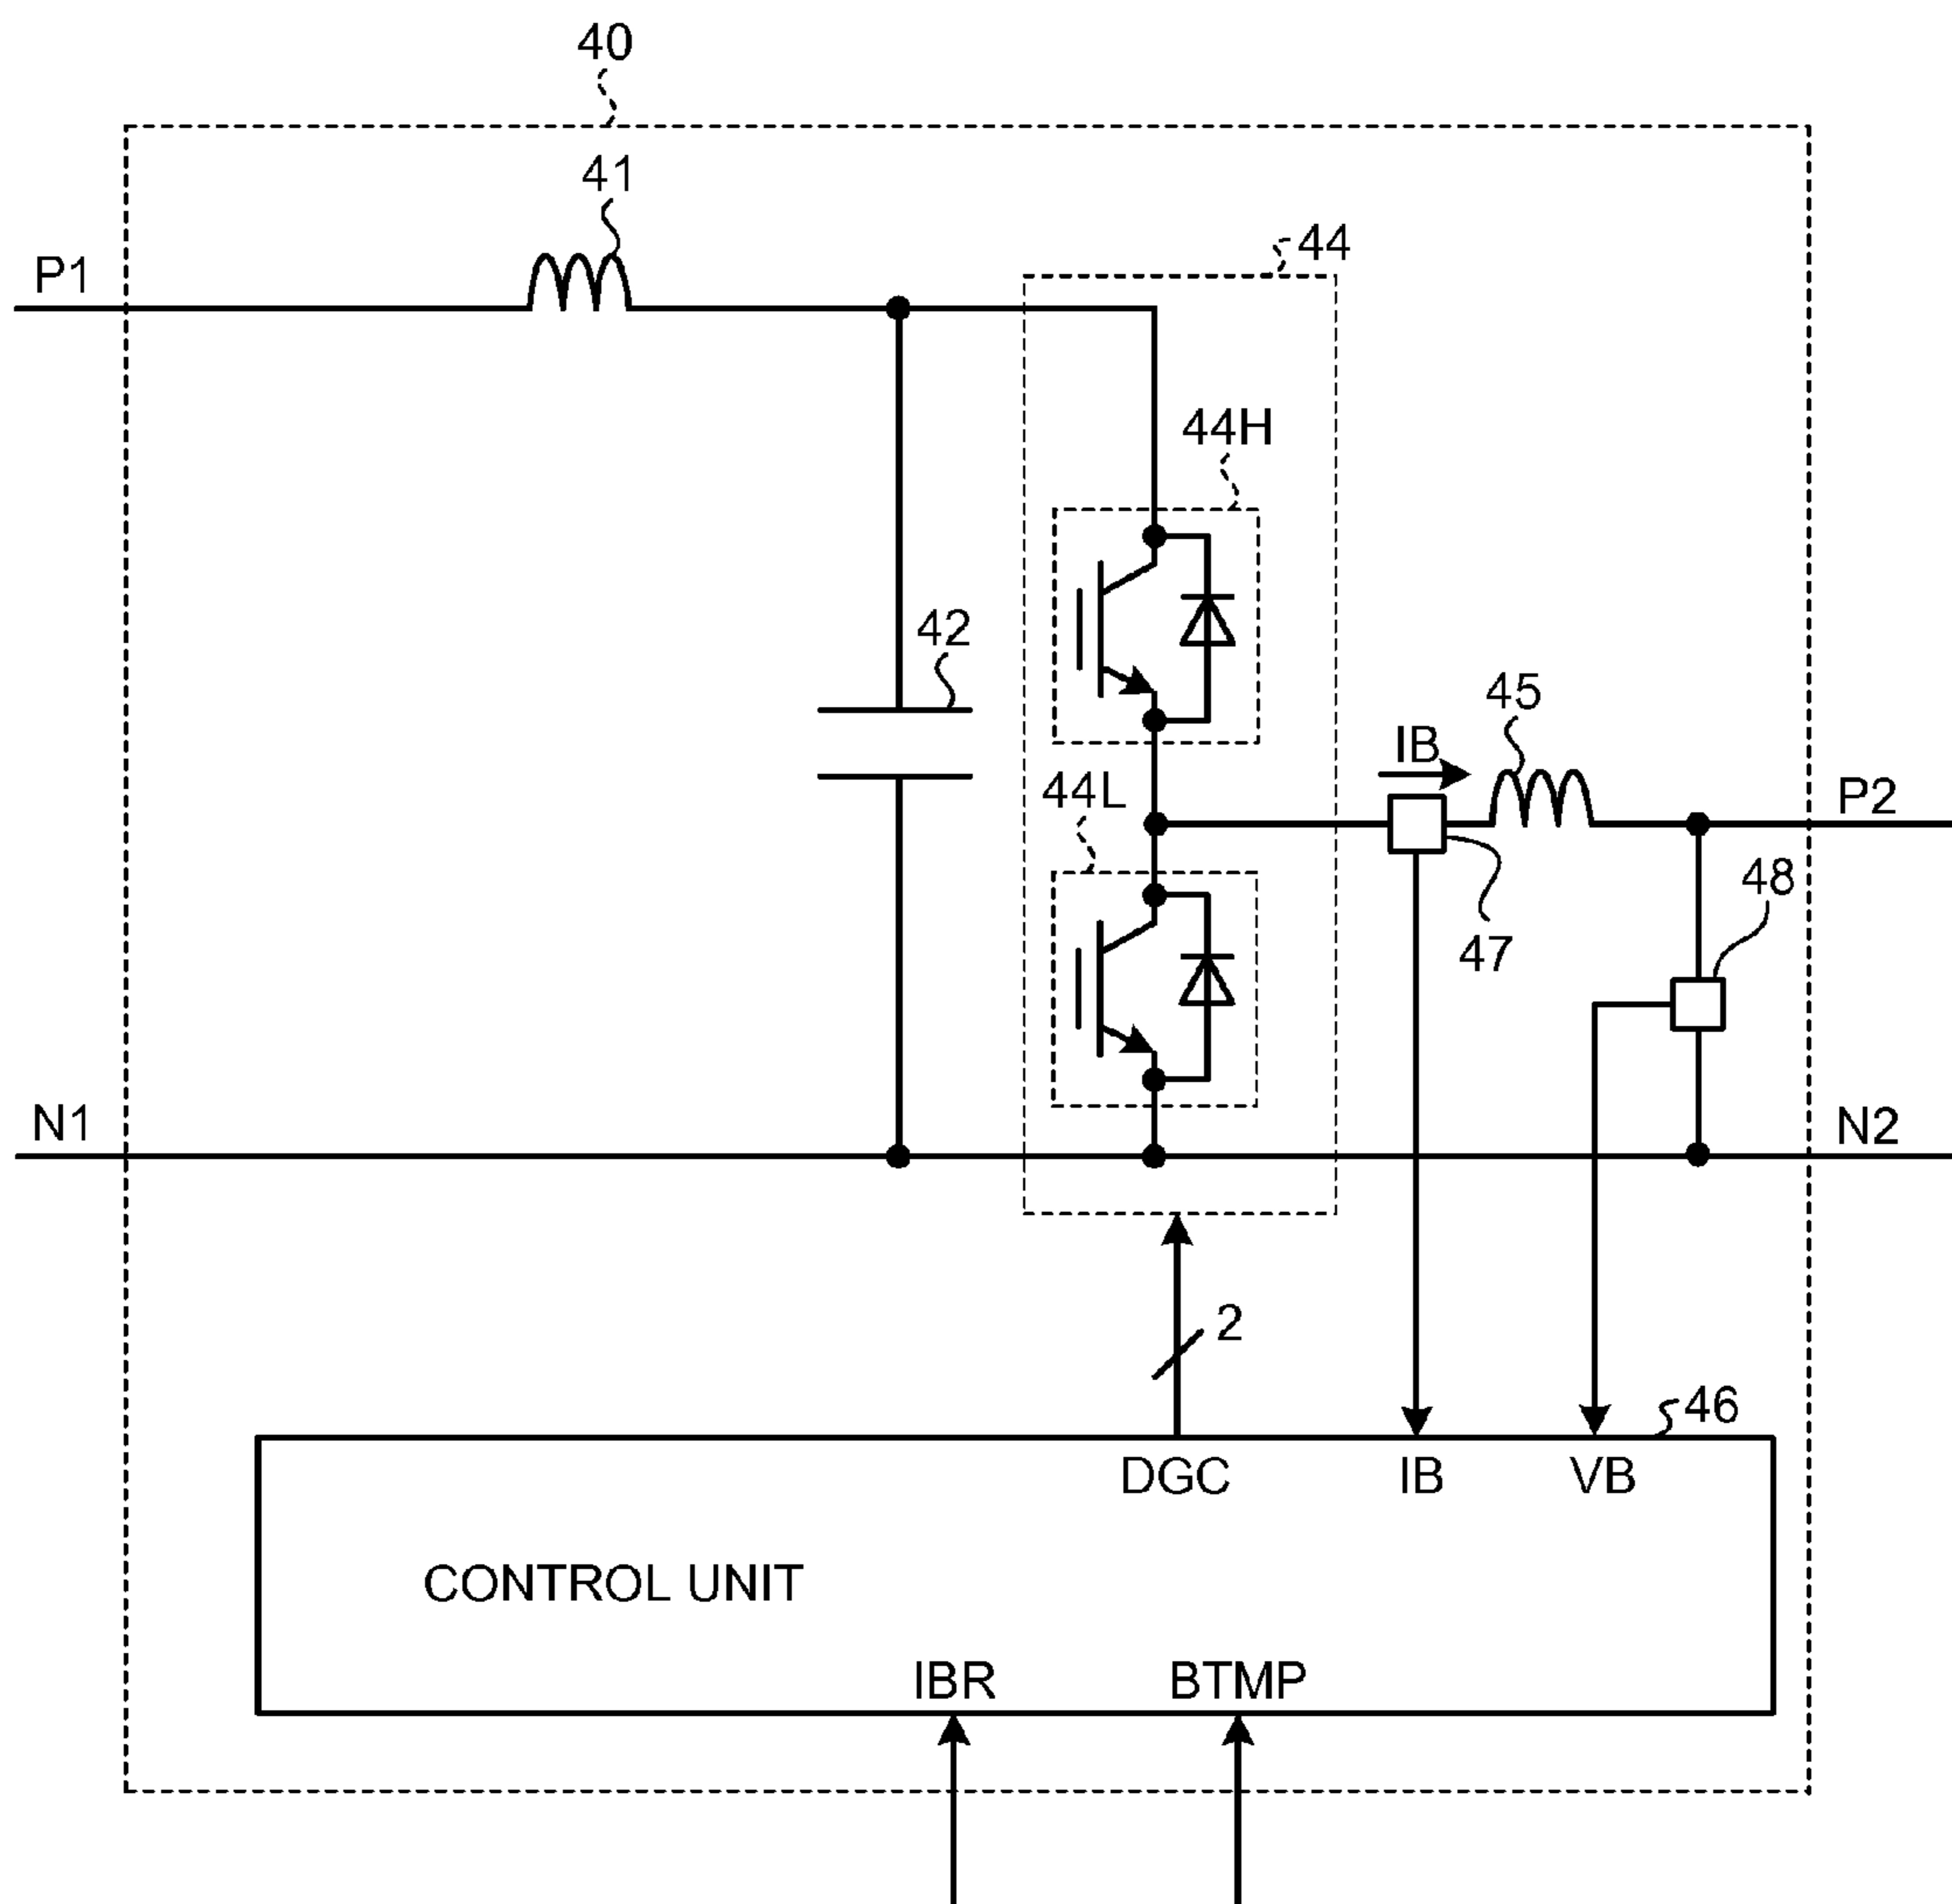 40
41
44
P1
44H
42
45
IB
44L
P2
48
47
N1
N2
2
46
DGC
IB
VB
CONTROL UNIT
IBR
BTMP